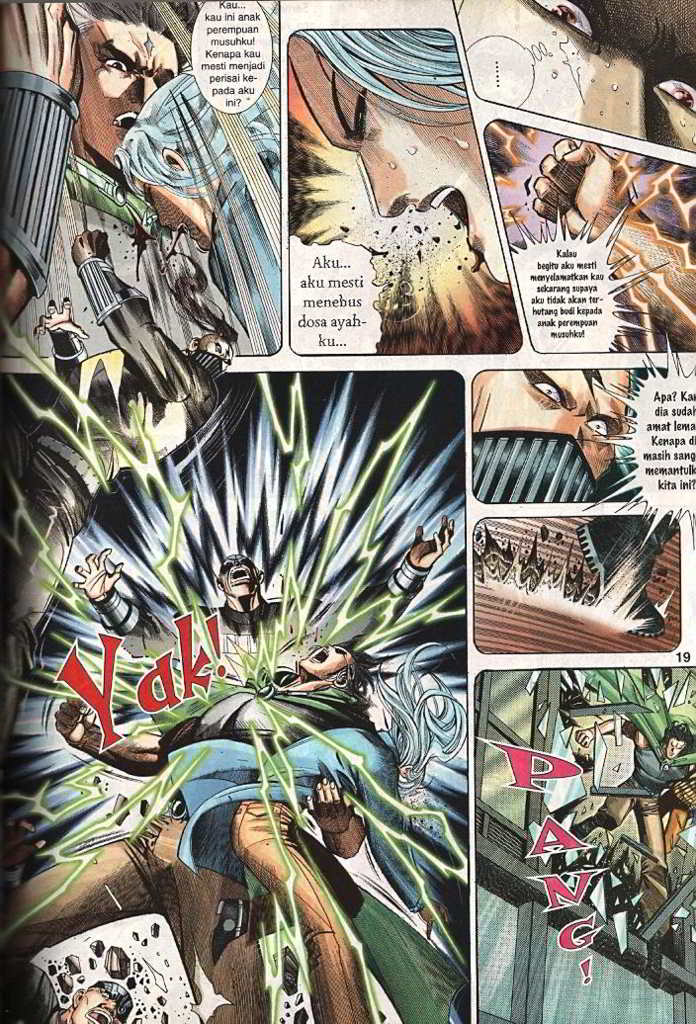 Kau...
kau ini anak
perempuan
musuhku!
Kenapa kau
mesti menjadi
perisai ke-
pada aku
ini?
Aku...
aku mesti
menebus
dosa ayah-
ku...
.......
Kalau
begitu aku mesti
menyelamatkan kau
sekarang supaya
aku tidak akan ter-
hutang budi kepada
anak perempuan
musuhku!
Apa? Ka
dia sudah
amat lema
Kenapa di
masih sang
memantulk
kita ini?
Yak!
19
PANG!